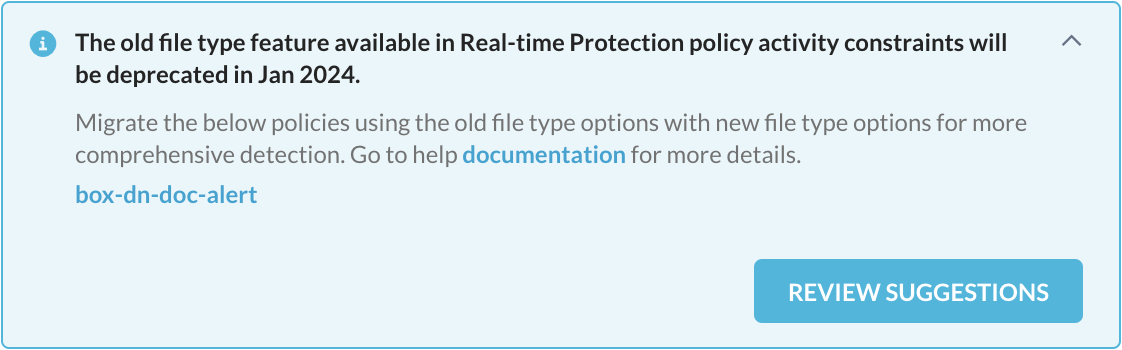 The old file type feature available in Real-time Protection policy activity constraints will
be deprecated in Jan 2024.
Migrate the below policies using the old file type options with new file type options for more
comprehensive detection. Go to help documentation for more details.
box-dn-doc-alert
REVIEW SUGGESTIONS